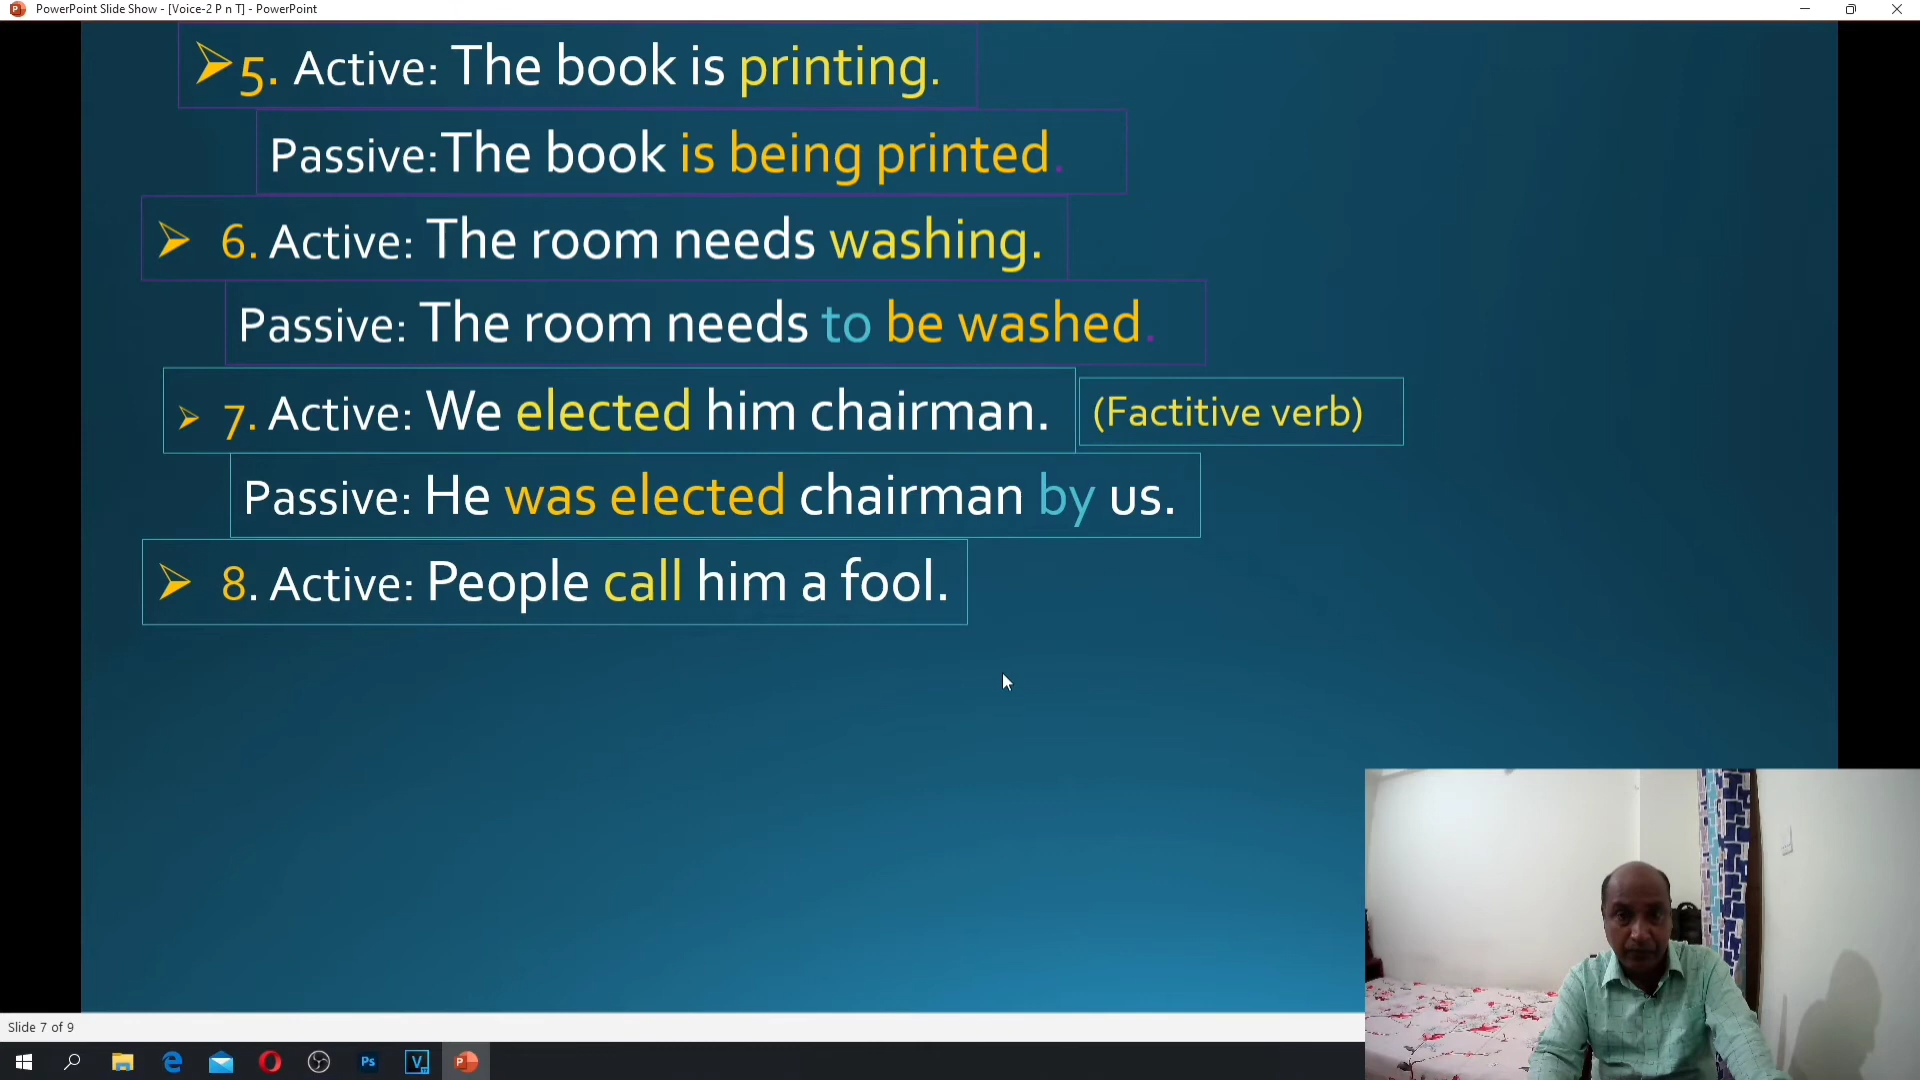 PowerPoint Slide Show - [Voice-2 P n T] - PowerPoint
5. Active: The book is printing.
Passive: The book is being printed.
6. Active: The room needs washing.
Passive: The room needs to be washed.
7. Active: We elected him chairman. (Factitive verb)
Passive: He was elected chairman by us.
8. Active: People call him a fool.
Slide 7 of 9
Ps
V
P